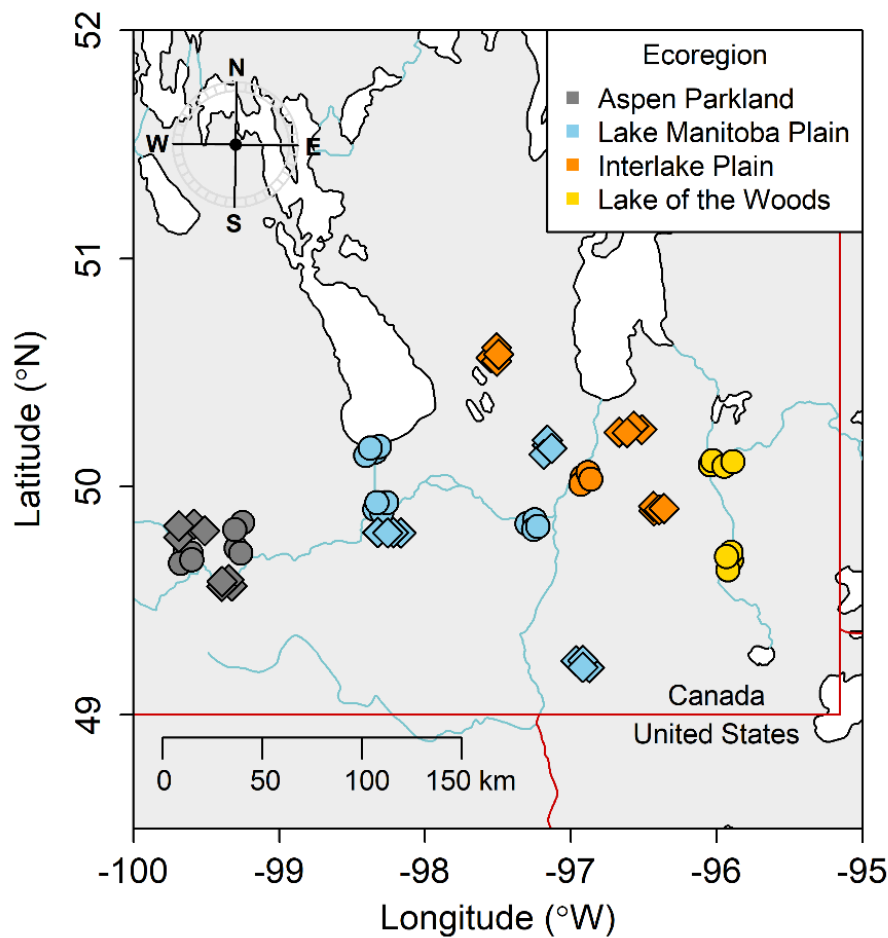 52
51
50
49
Latitude (°N)
N
W
E
S
Ecoregion
Aspen Parkland
Lake Manitoba Plain
Interlake Plain
Lake of the Woods
Canada
United States
0 50 100 150 km
-100 -99 -98 -97 -96 -95
Longitude (°W)